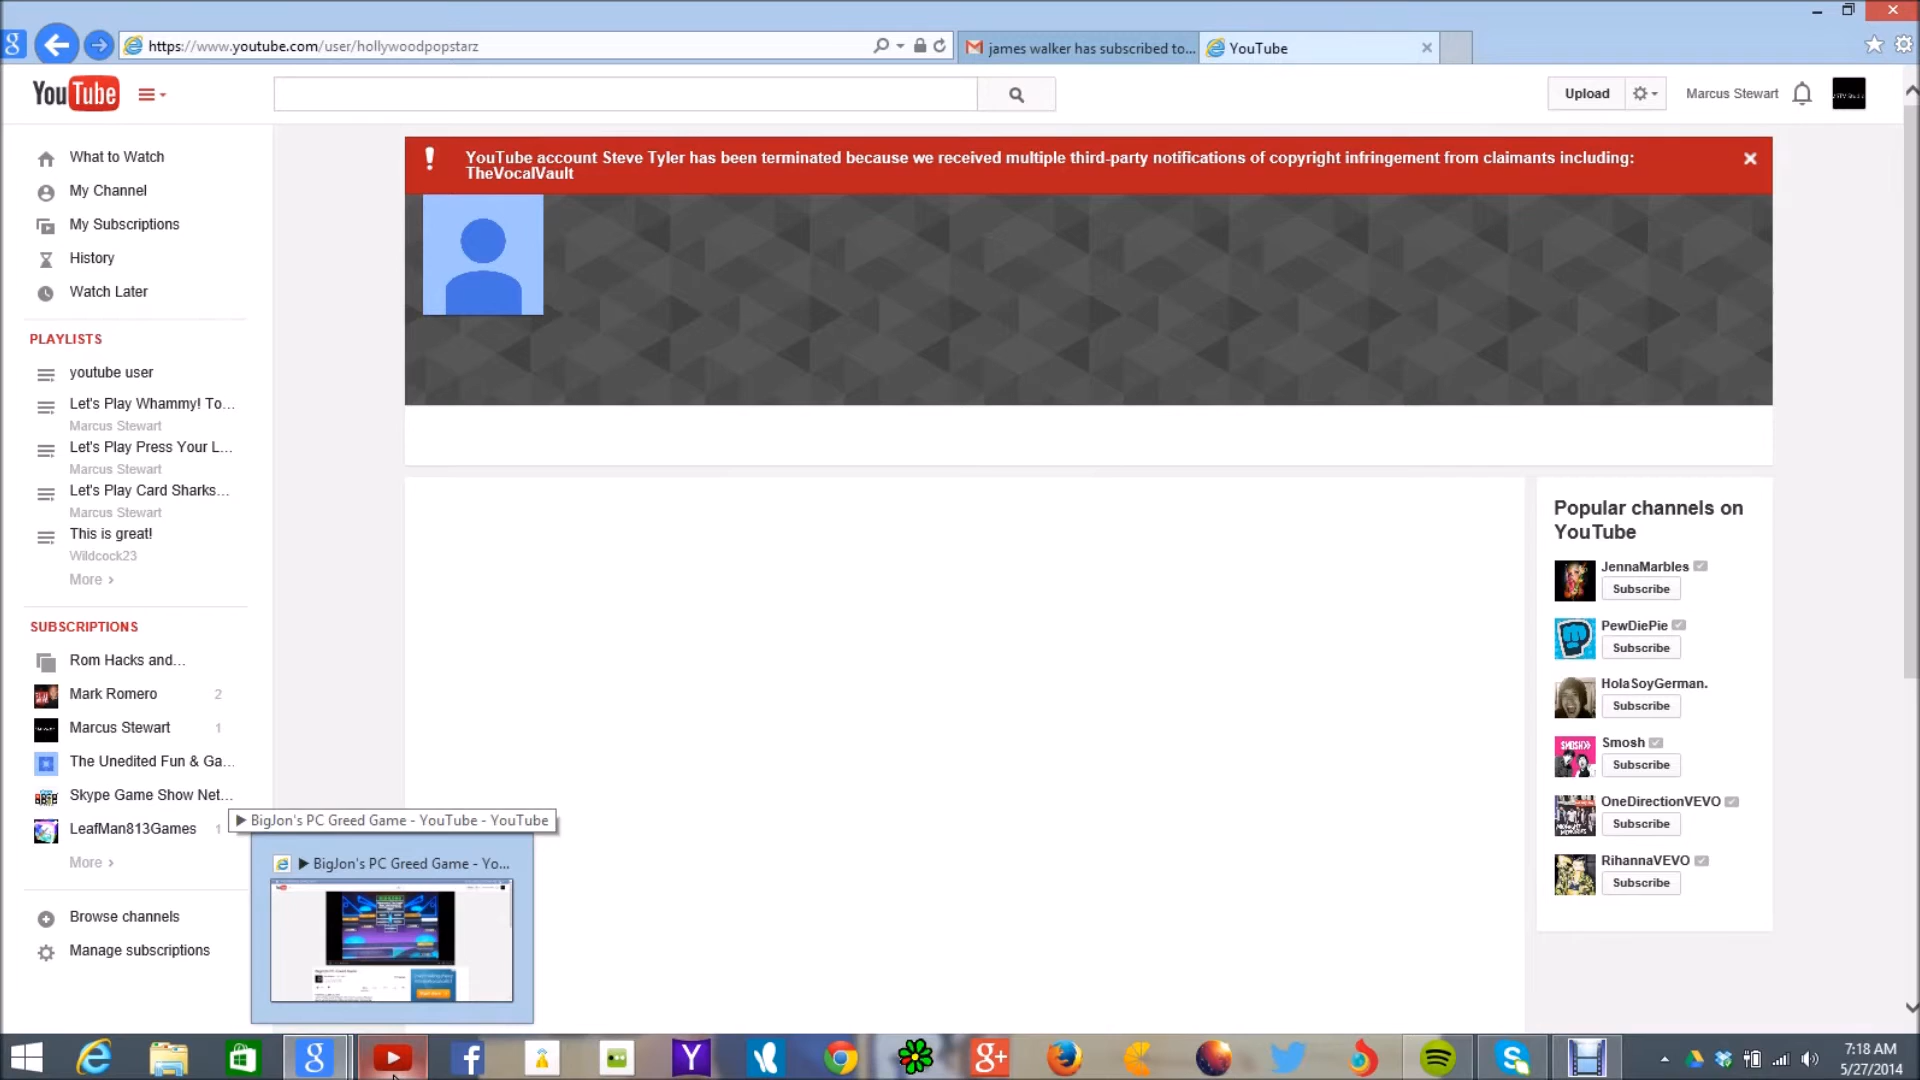 https://www.youtube.com/user/hollywoodpopstarz
james walker has subscribed to...
YouTube
YouTube
Upload
Marcus Stewart
What to Watch
My Channel
My Subscriptions
History
Watch Later
PLAYLISTS
youtube user
Let's Play Whammy! To...
Marcus Stewart
Let's Play Press Your L...
Marcus Stewart
Let's Play Card Sharks...
Marcus Stewart
This is great!
Wildcock23
More ›
SUBSCRIPTIONS
Rom Hacks and...
Mark Romero 2
Marcus Stewart 1
The Unedited Fun & Ga...
Skype Game Show Net...
LeafMan813Games 1
More ›
Browse channels
Manage subscriptions
YouTube account Steve Tyler has been terminated because we received multiple third-party notifications of copyright infringement from claimants including:
TheVocalVault
Popular channels on
YouTube
JennaMarbles
Subscribe
PewDiePie
Subscribe
HolaSoyGerman.
Subscribe
Smosh
Subscribe
OneDirectionVEVO
Subscribe
RihannaVEVO
Subscribe
▶ BigJon's PC Greed Game - YouTube - YouTube
▶ BigJon's PC Greed Game - Yo...
7:18 AM
5/27/2014